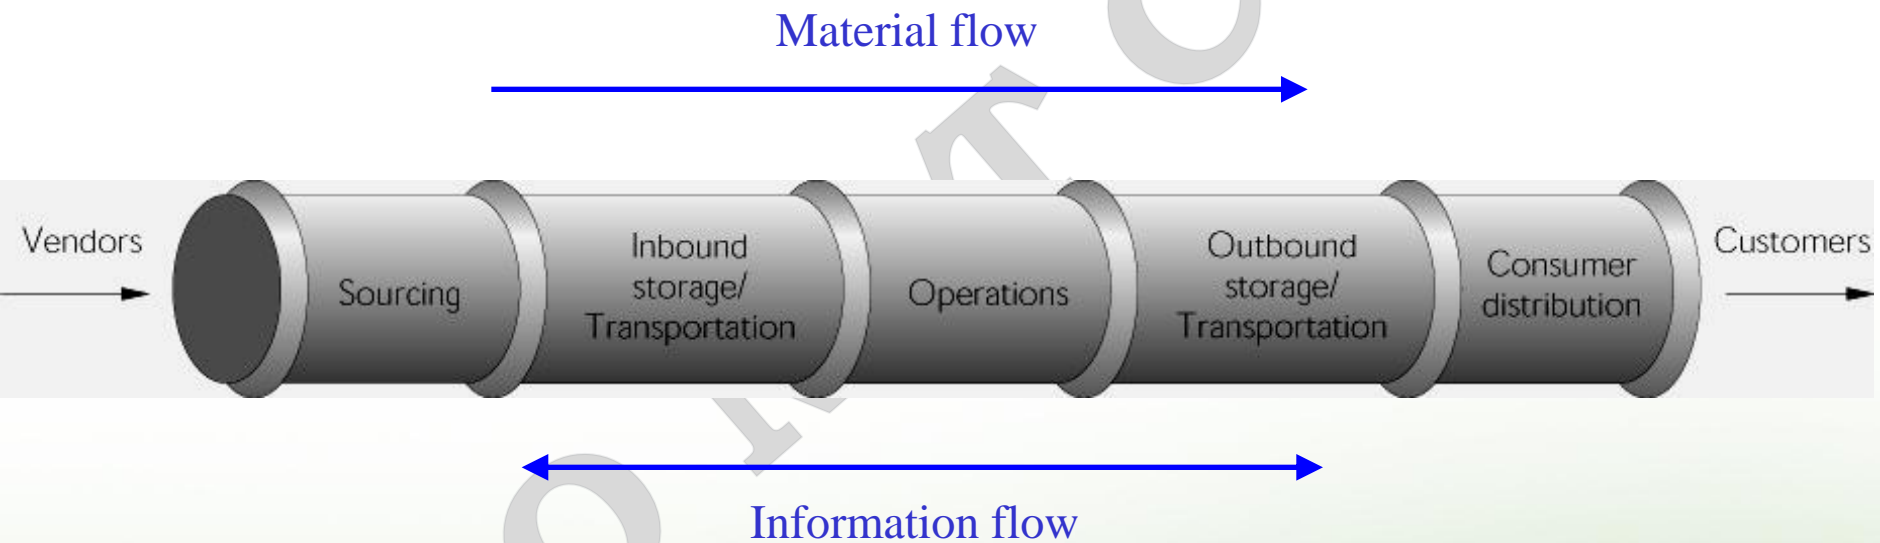 Material flow
Vendors
Sourcing
Inbound
storage/
Transportation
Operations
Outbound
storage/
Transportation
Consumer
distribution
Customers
Information flow